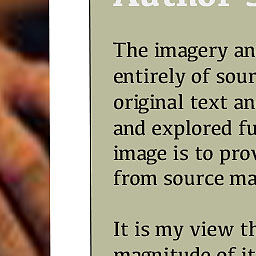 Author's
The imagery an
entirely of sour
original text an
and explored fu
image is to prov
from source ma
It is my view th
magnitude of it